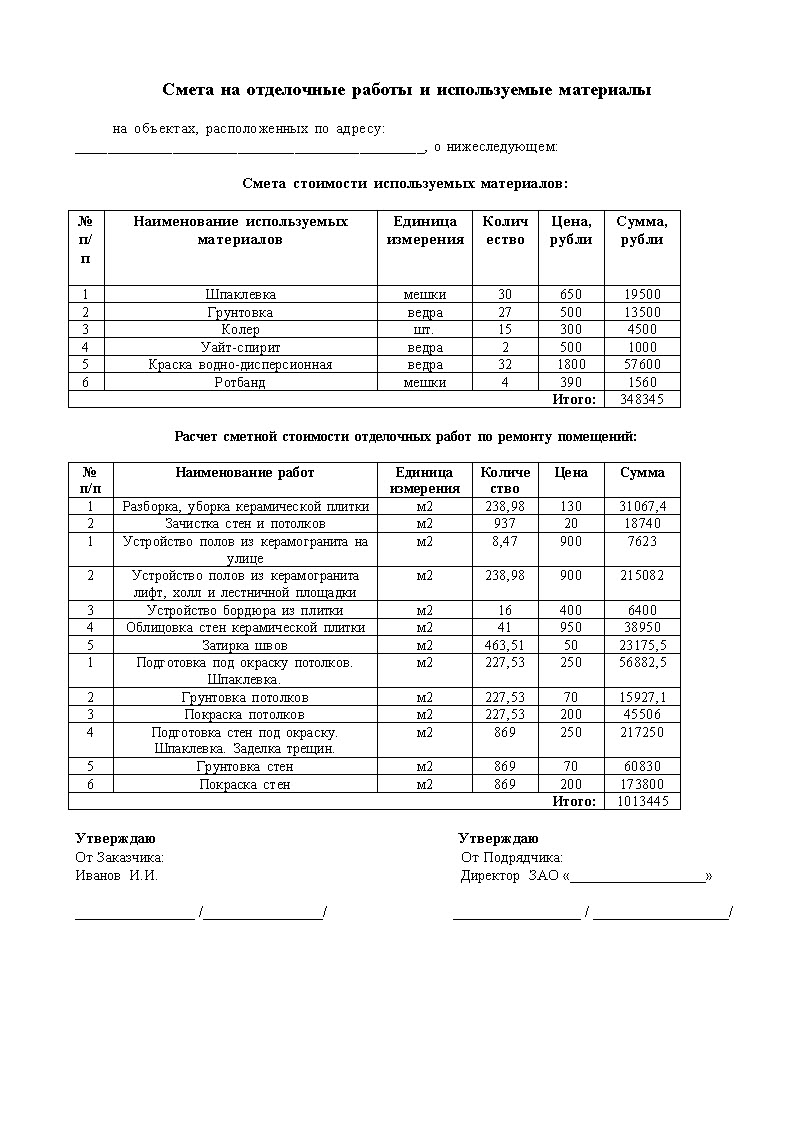 Смета на отделочные работы и используемые материалы
на объектах, расположенных по адресу:
_______________________________________________, о нижеследующем:
Смета стоимости используемых материалов:
№ п/п Наименование используемых материалов Единица измерения Количество Цена, рубли Сумма, рубли
1 Шпаклевка мешки 30 650 19500
2 Грунтовка ведра 27 500 13500
3 Колер шт. 15 300 4500
4 Уайт-спирит ведра 2 500 1000
5 Краска водно-дисперсионная ведра 32 1800 57600
6 Ротбанд мешки 4 390 1560
Итого: 348345
Расчет сметной стоимости отделочных работ по ремонту помещений:
№ п/п Наименование работ Единица измерения Количество Цена Сумма
1 Разборка, уборка керамической плитки м2 238,98 130 31067,4
2 Зачистка стен и потолков м2 937 20 18740
1 Устройство полов из керамогранита на улице м2 8,47 900 7623
2 Устройство полов из керамогранита лифт, холл и лестничной площадки м2 238,98 900 215082
3 Устройство бордюра из плитки м2 16 400 6400
4 Облицовка стен керамической плитки м2 41 950 38950
5 Затирка швов м2 463,51 50 23175,5
1 Подготовка под окраску потолков. Шпаклевка. м2 227,53 250 56882,5
2 Грунтовка потолков м2 227,53 70 15927,1
3 Покраска потолков м2 227,53 200 45506
4 Подготовка стен под окраску. Шпаклевка. Заделка трещин. м2 869 250 217250
5 Грунтовка стен м2 869 70 60830
6 Покраска стен м2 869 200 173800
Итого: 1013445
Утверждаю Утверждаю
От Заказчика: От Подрядчика:
Иванов И.И. Директор ЗАО «__________________»
________________ /________________/ _________________ / __________________/